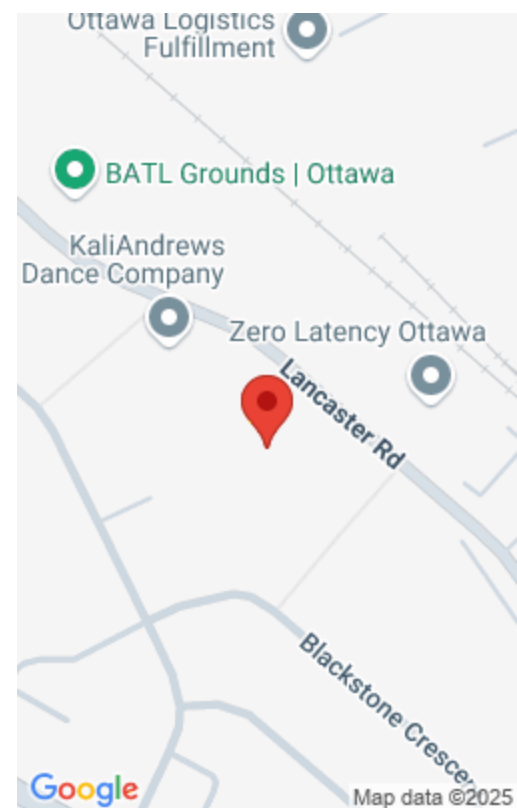 Ottawa Logistics
Fulfillment
BATL Grounds | Ottawa
KaliAndrews
Dance Company
Zero Latency Ottawa
Lancaster Rd
Blackstone Crescen
Google
Map data ©2025